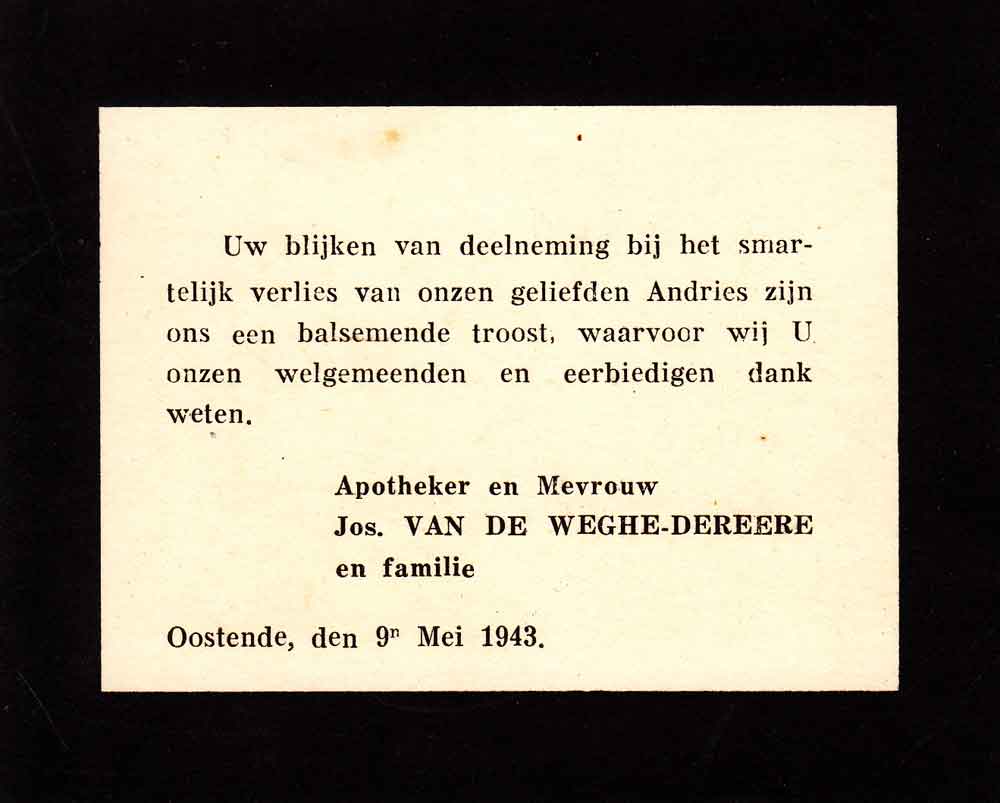 Uw blijken van deelneming bij het smar-
telijk verlies van onzen geliefden Andries zijn
ons een balsemende troost, waarvoor wij U
onzen welgemeenden en eerbiedigen dank
weten.
Apotheker en Mevrouw
Jos. VAN DE WEGHE-DEREERE
en familie
Oostende, den 9ⁿ Mei 1943.